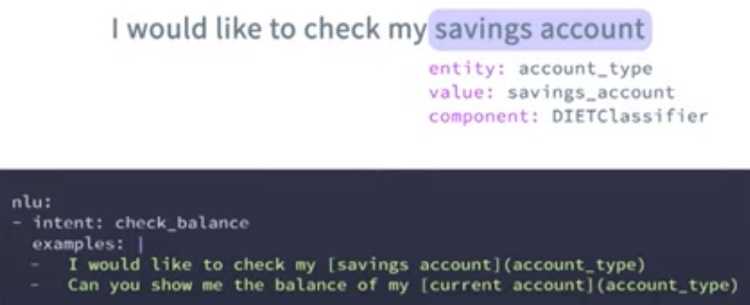 I would like to check my savings account
entity: account_type
value: savings_account
component: DIETClassifier
nlu:
- intent: check_balance
examples: |
- I would like to check my [savings account](account_type)
- Can you show me the balance of my [current account](account_type)